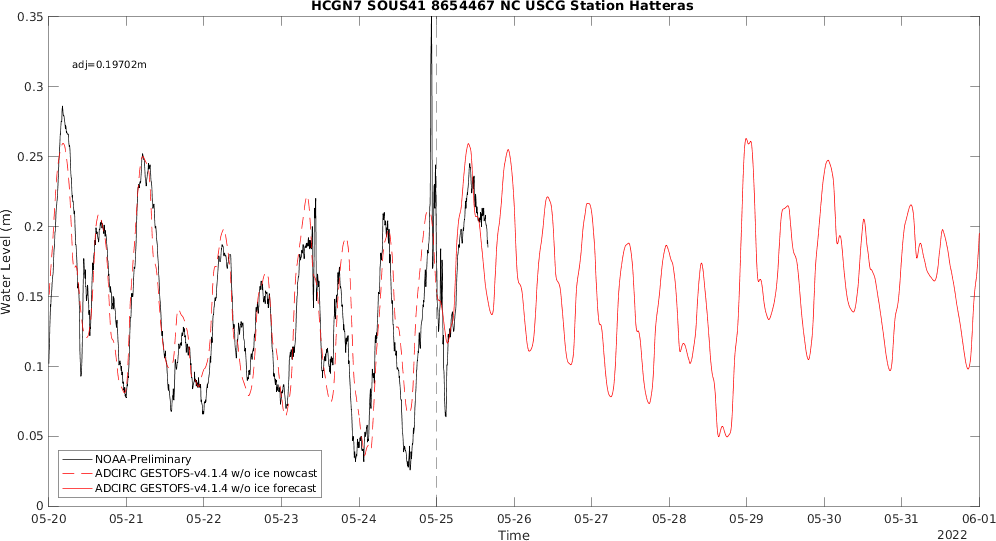 HCGN7 SOUS41 8654467 NC USCG Station Hatteras
adj=0.19702m
Water Level (m)
0.35
0.3
0.25
0.2
0.15
0.1
0.05
0
NOAA-Preliminary
ADCIRC GESTOFS-v4.1.4 w/o ice nowcast
ADCIRC GESTOFS-v4.1.4 w/o ice forecast
05-20 05-21 05-22 05-23 05-24 05-25 05-26 05-27 05-28 05-29 05-30 05-31 06-01
Time
2022